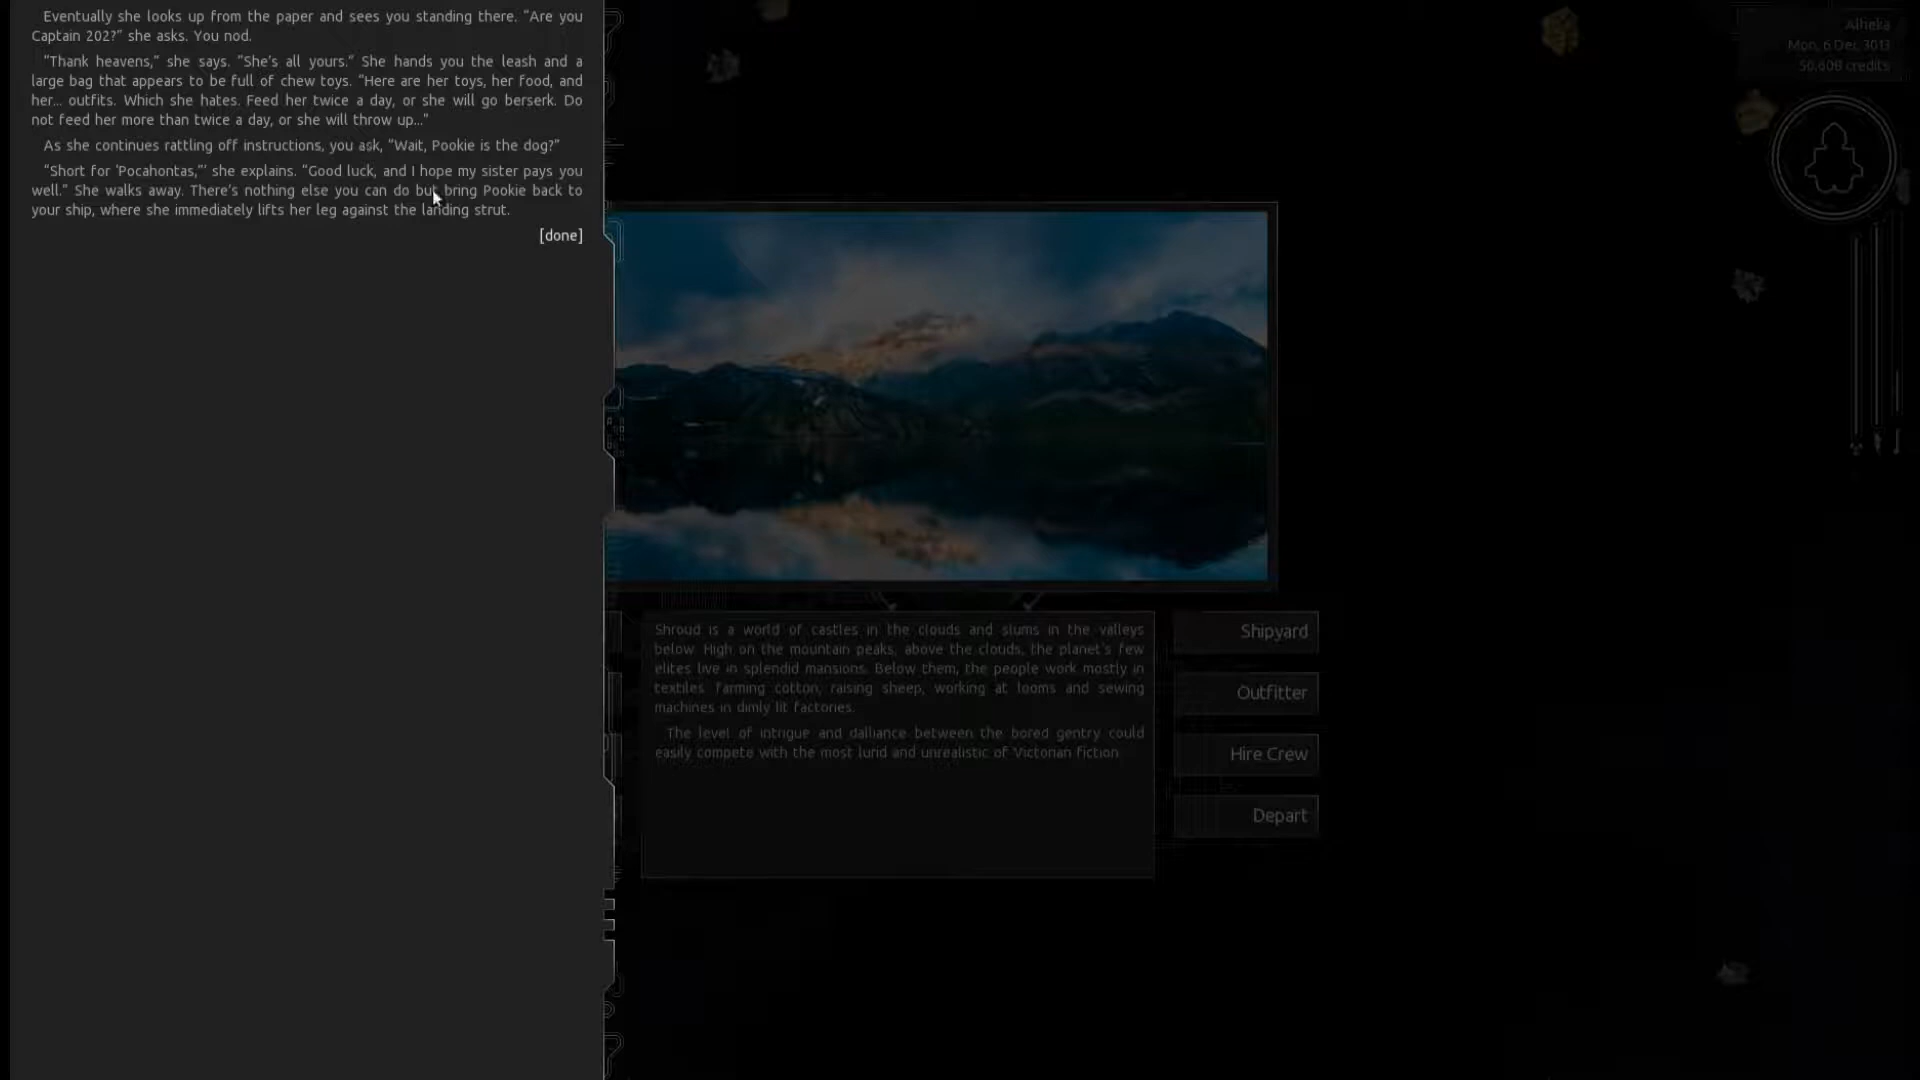 Eventually she looks up from the paper and sees you standing there. “Are you
Captain 202?” she asks. You nod.
“Thank heavens,” she says. “She’s all yours.” She hands you the leash and a
large bag that appears to be full of chew toys. “Here are her toys, her food, and
her... outfits. Which she hates. Feed her twice a day, or she will go berserk. Do
not feed her more than twice a day, or she will throw up...”
As she continues rattling off instructions, you ask, “Wait, Pookie is the dog?”
“Short for ‘Pocahontas,”’ she explains. “Good luck, and I hope my sister pays you
well.” She walks away. There’s nothing else you can do but bring Pookie back to
your ship, where she immediately lifts her leg against the landing strut.
[done]
Alheka
Mon, 6 Dec 3013
50,608 credits
Shroud is a world of castles in the clouds and slums in the valleys
below. High on the mountain peaks, above the clouds, the planet's few
elites live in splendid mansions. Below them, the people work mostly in
textiles: farming cotton, raising sheep, working at looms and sewing
machines in dimly lit factories.
The level of intrigue and dalliance between the bored gentry could
easily compete with the most lurid and unrealistic of Victorian fiction.
Shipyard
Outfitter
Hire Crew
Depart